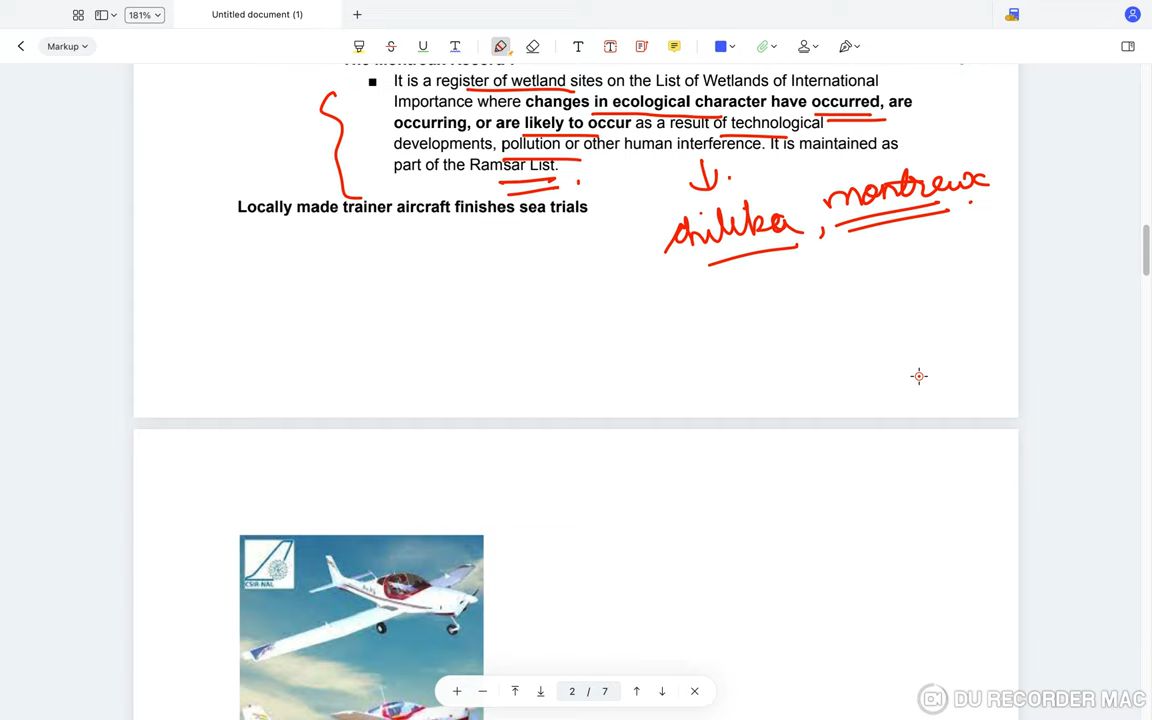 181%
Untitled document (1)
Markup
■ It is a register of wetland sites on the List of Wetlands of International
Importance where changes in ecological character have occurred, are
occurring, or are likely to occur as a result of technological
developments, pollution or other human interference. It is maintained as
part of the Ramsar List.
montreux
Locally made trainer aircraft finishes sea trials
chilika,
CSIR-NAL
2 / 7
DU RECORDER MAC